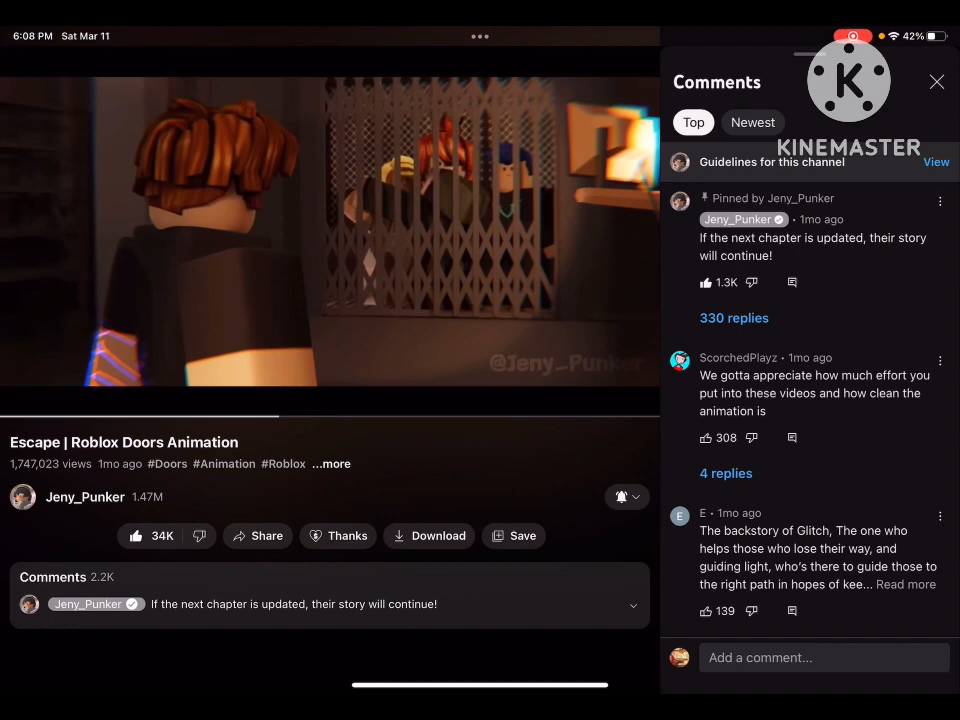 6:08 PM Sat Mar 11
42%
@Jeny_Punker
Escape | Roblox Doors Animation
1,747,023 views 1mo ago #Doors #Animation #Roblox ...more
Jeny_Punker 1.47M
34K Share Thanks Download Save
Comments 2.2K
Jeny_Punker If the next chapter is updated, their story will continue!
Comments
K
KINEMASTER
Top Newest
Guidelines for this channel View
Pinned by Jeny_Punker
Jeny_Punker • 1mo ago
If the next chapter is updated, their story
will continue!
1.3K
330 replies
ScorchedPlayz • 1mo ago
We gotta appreciate how much effort you
put into these videos and how clean the
animation is
308
4 replies
E
E • 1mo ago
The backstory of Glitch, The one who
helps those who lose their way, and
guiding light, who's there to guide those to
the right path in hopes of kee... Read more
139
Add a comment...